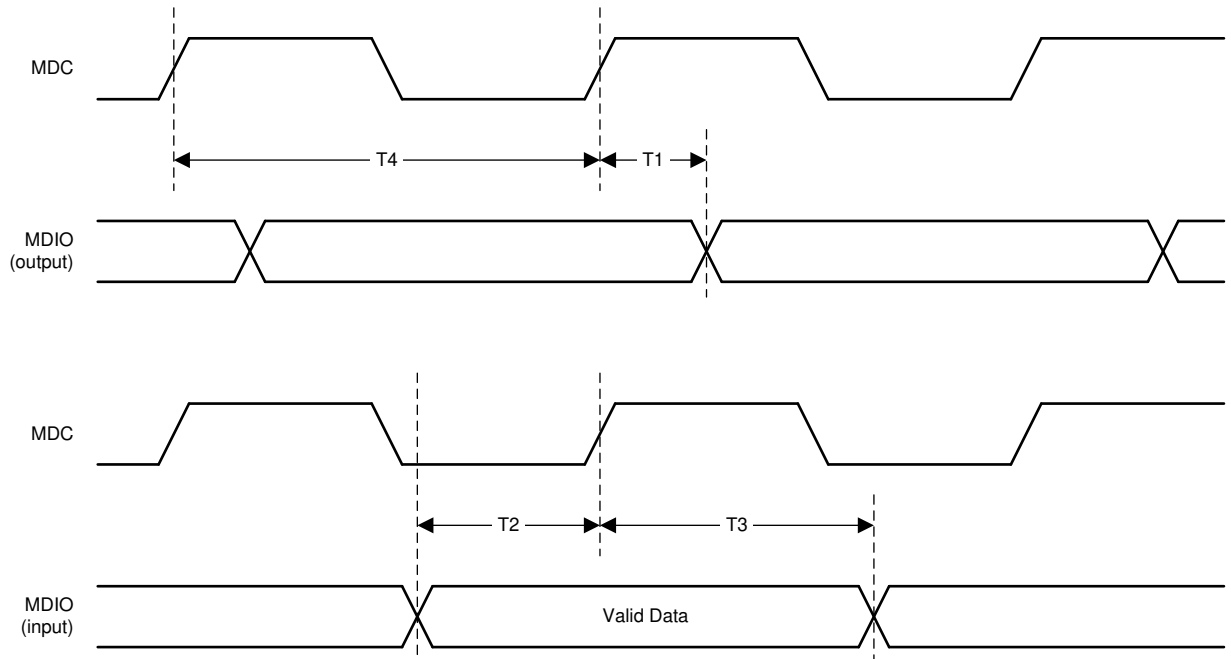 MDC
T4
T1
MDIO
(output)
MDC
T2
T3
MDIO
(input)
Valid Data